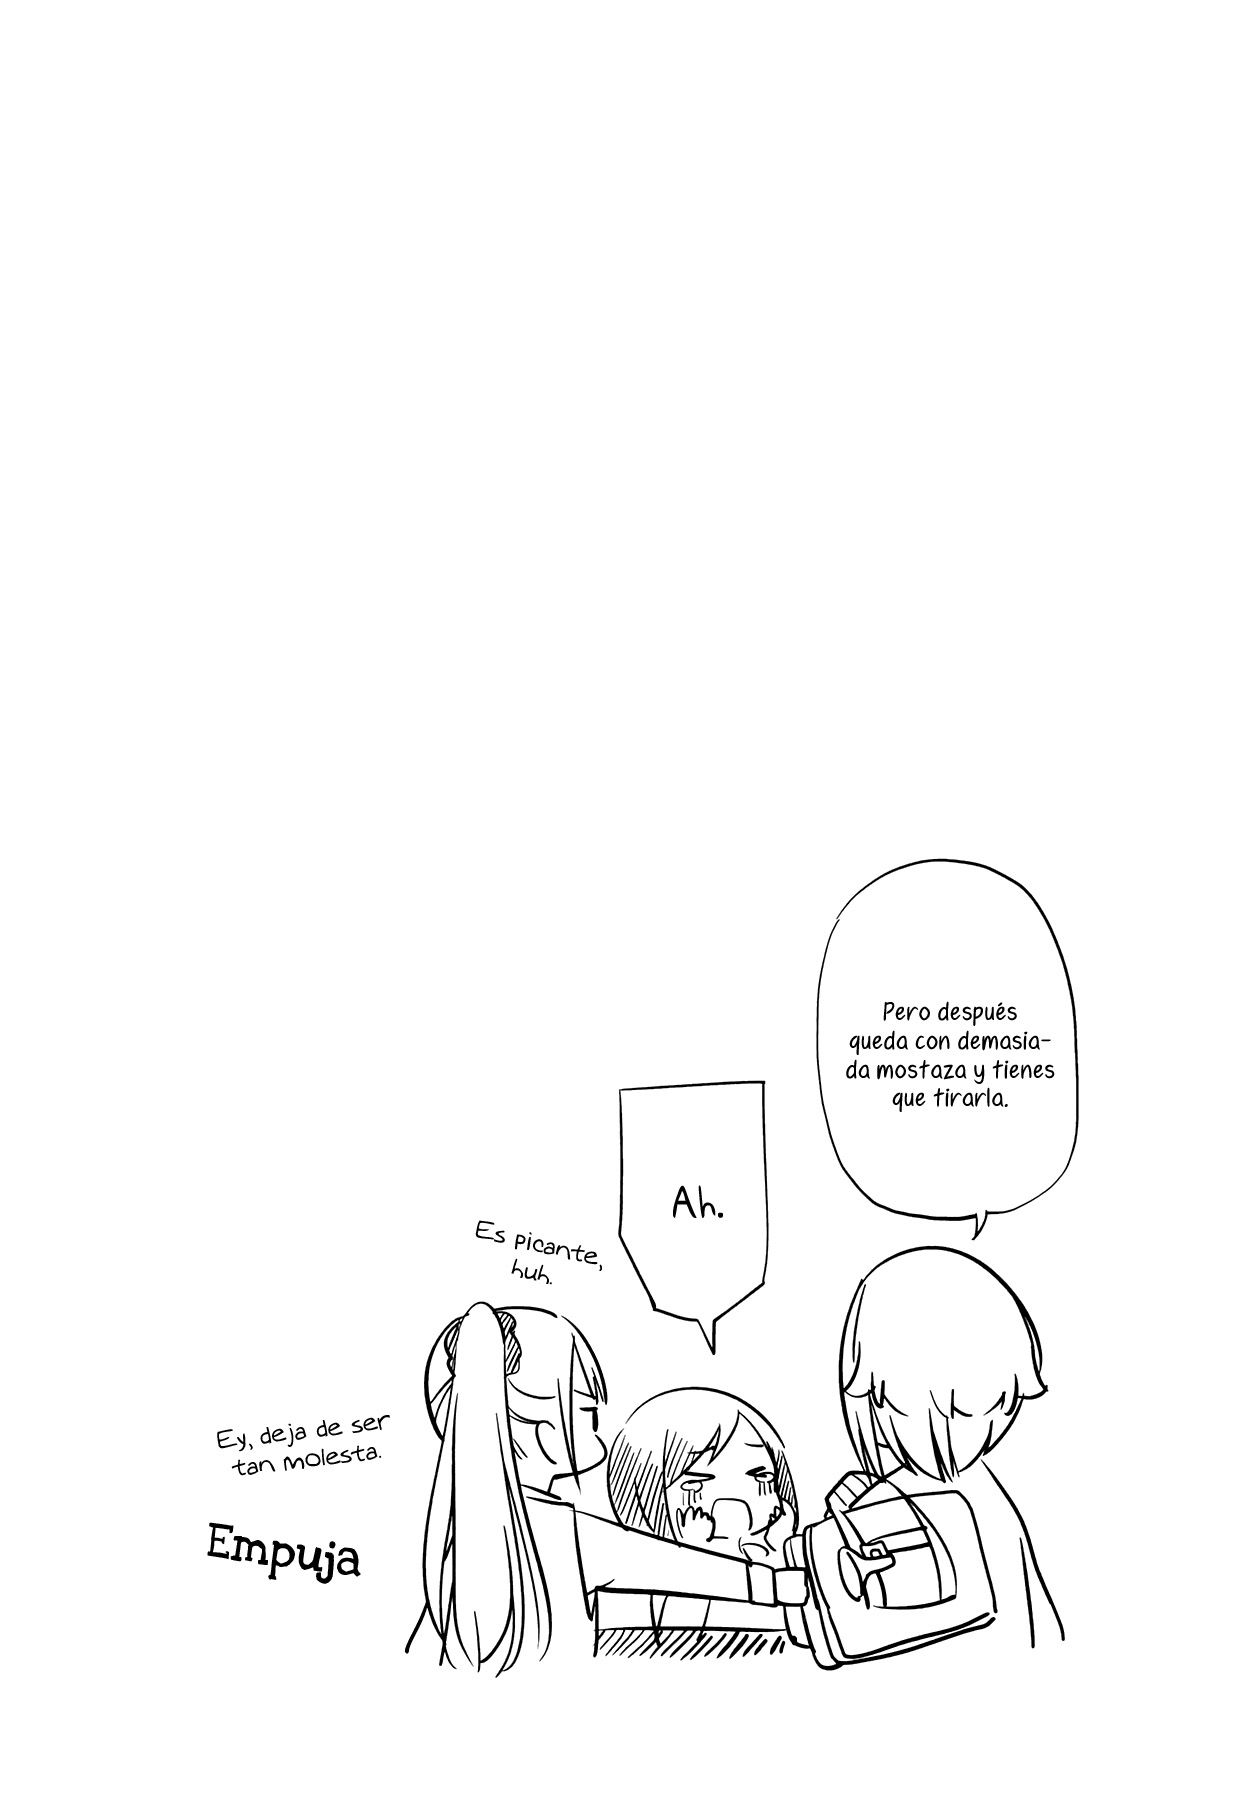 Pero después
queda con demasia-
da mostaza y tienes
que tirarla.
Ah.
Es picante,
huh.
Ey, deja de ser
tan molesta.
Empuja